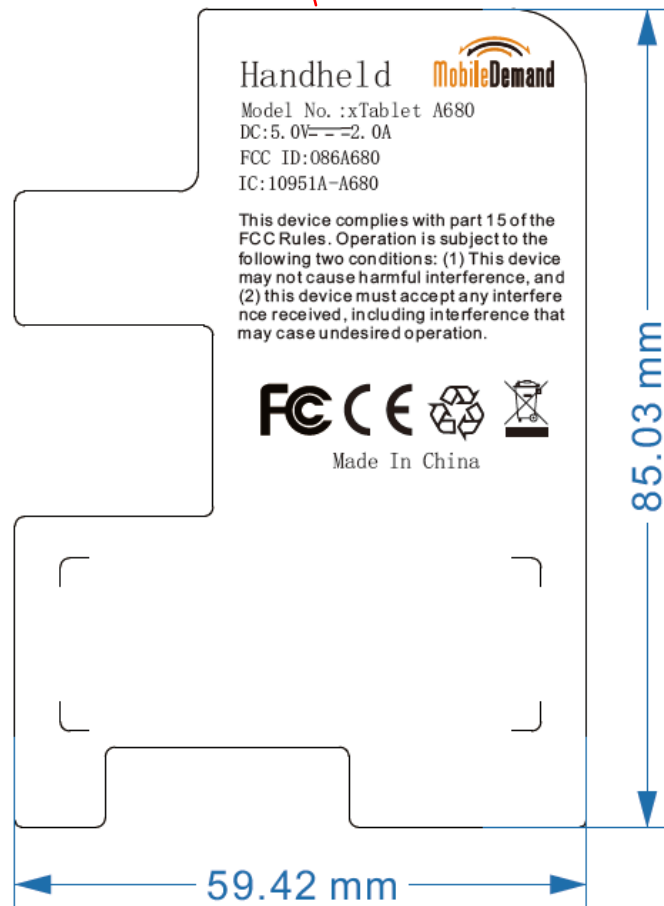 Handheld
MobileDemand
Model No.:xTablet A680
DC:5.0V⎓2.0A
FCC ID:O86A680
IC:10951A-A680
This device complies with part 15 of the
FCC Rules. Operation is subject to the
following two conditions: (1) This device
may not cause harmful interference, and
(2) this device must accept any interfere
nce received, including interference that
may case undesired operation.
FC CE
Made In China
85.03 mm
59.42 mm